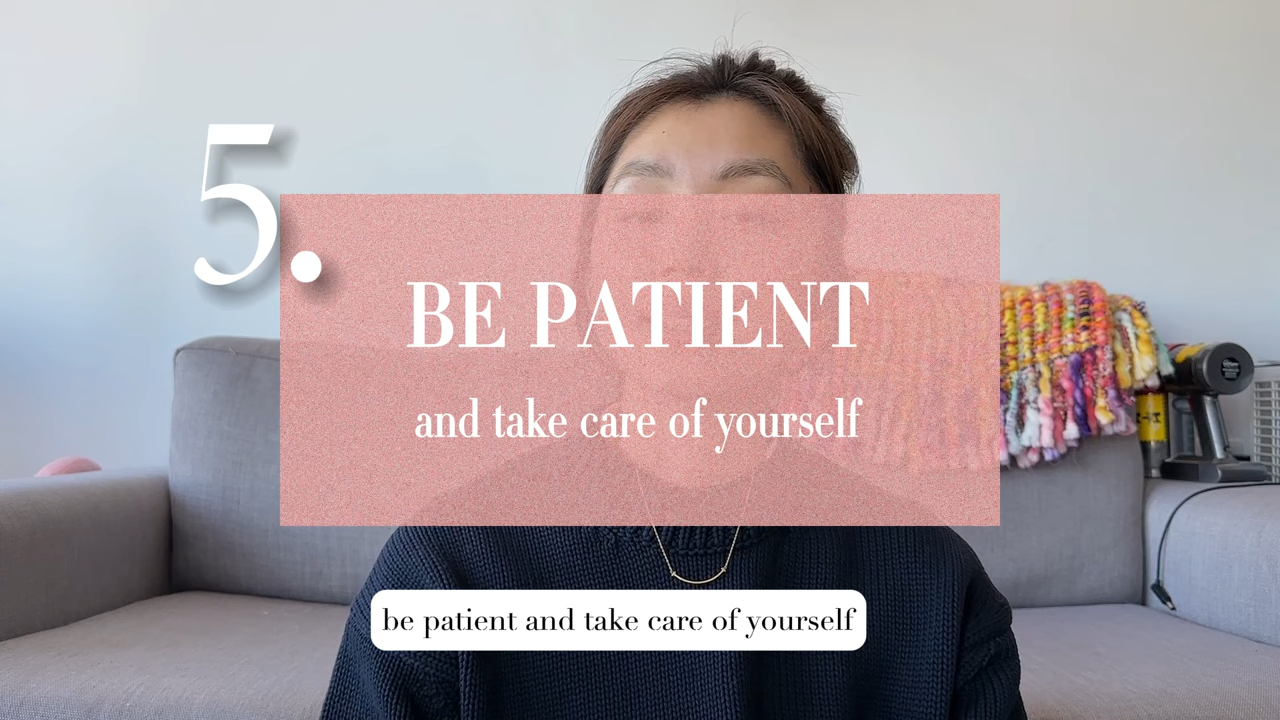 5.
BE PATIENT
and take care of yourself
be patient and take care of yourself